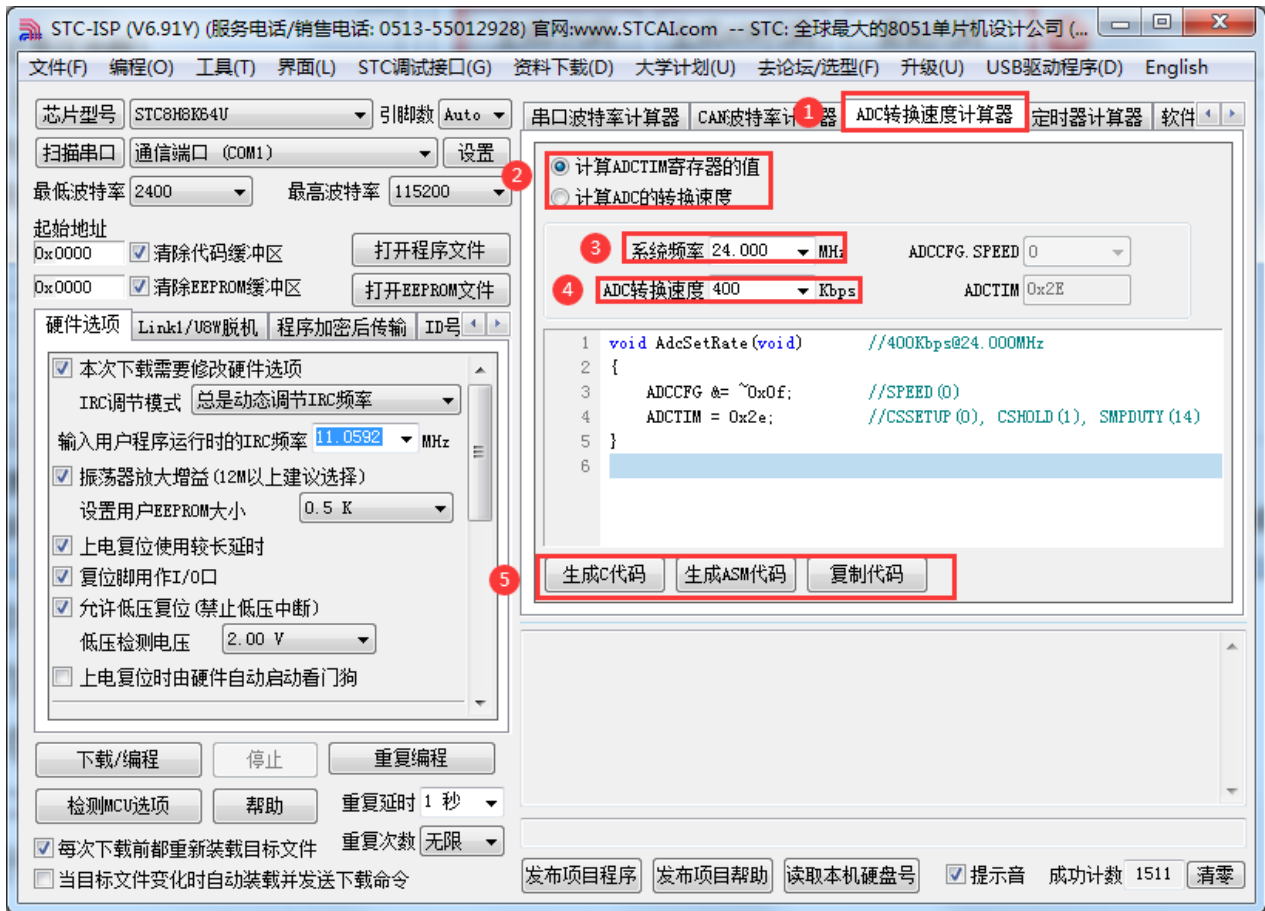 STC-ISP (V6.91Y) (服务电话/销售电话: 0513-55012928) 官网:www.STCAI.com -- STC: 全球最大的8051单片机设计公司 (...
文件(F) 编程(O) 工具(T) 界面(L) STC调试接口(G) 资料下载(D) 大学计划(U) 去论坛/选型(F) 升级(U) USB驱动程序(D) English
芯片型号 STC8H8K64U 引脚数 Auto
扫描串口 通信端口 (COM1) 设置
最低波特率 2400 最高波特率 115200
起始地址
0x0000 清除代码缓冲区 打开程序文件
0x0000 清除EEPROM缓冲区 打开EEPROM文件
硬件选项 Link1/U8W脱机 程序加密后传输 ID号
本次下载需要修改硬件选项
IRC调节模式 总是动态调节IRC频率
输入用户程序运行时的IRC频率 11.0592 MHz
振荡器放大增益(12M以上建议选择)
设置用户EEPROM大小 0.5 K
上电复位使用较长延时
复位脚用作I/O口
允许低压复位(禁止低压中断)
低压检测电压 2.00 V
上电复位时由硬件自动启动看门狗
下载/编程 停止 重复编程
检测MCU选项 帮助 重复延时 1 秒
每次下载前都重新装载目标文件 重复次数 无限
当目标文件变化时自动装载并发送下载命令
串口波特率计算器 CAN波特率计算器 1 ADC转换速度计算器 定时器计算器 软件
2 计算ADCTIM寄存器的值
计算ADC的转换速度
3 系统频率 24.000 MHz ADCCFG.SPEED 0
4 ADC转换速度 400 Kbps ADCTIM 0x2E
1 void AdcSetRate(void) //400Kbps@24.000MHz
2 {
3 ADCCFG &= ~0x0f; //SPEED(0)
4 ADCTIM = 0x2e; //CSSETUP(0), CSHOLD(1), SMPDUTY(14)
5 }
6
5 生成C代码 生成ASM代码 复制代码
发布项目程序 发布项目帮助 读取本机硬盘号 提示音 成功计数 1511 清零